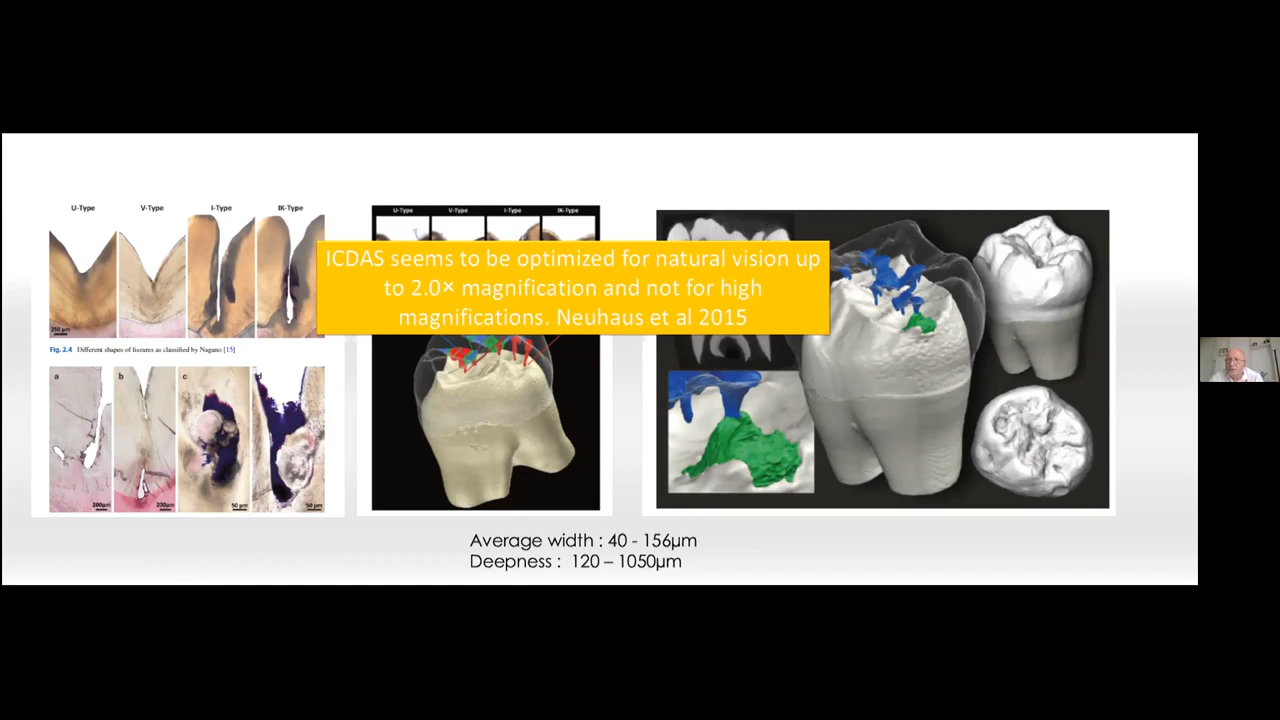 U-Type V-Type I-Type IK-Type
250 µm
Fig. 2.4 Different shapes of fissures as classified by Nagano [15]
a b c d
200µm 200µm 50 µm 50 µm
U-Type V-Type I-Type IK-Type
ICDAS seems to be optimized for natural vision up
to 2.0× magnification and not for high
magnifications. Neuhaus et al 2015
Average width : 40 - 156µm
Deepness : 120 – 1050µm